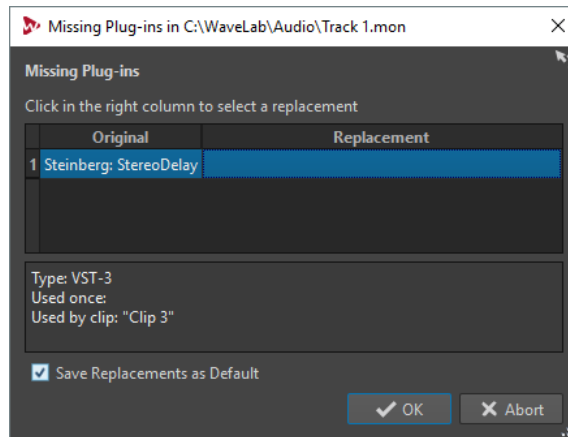 Missing Plug-ins in C:\WaveLab\Audio\Track 1.mon
Missing Plug-ins
Click in the right column to select a replacement
Original Replacement
1 Steinberg: StereoDelay
Type: VST-3
Used once:
Used by clip: "Clip 3"
Save Replacements as Default
OK Abort